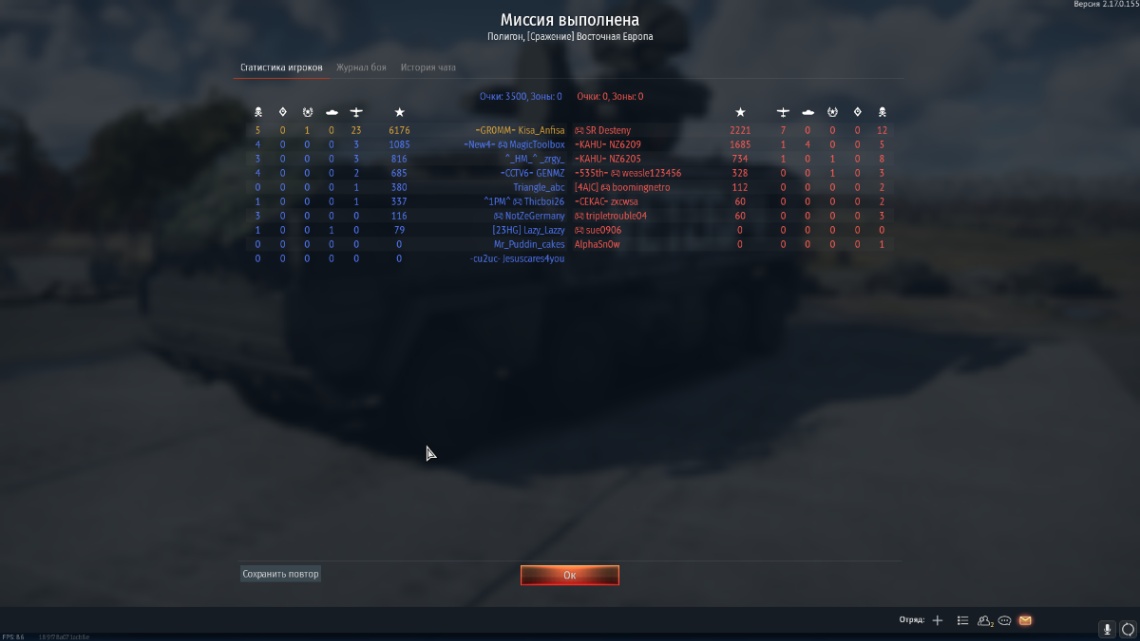 Версия 2.17.0.155
Миссия выполнена
Полигон, [Сражение] Восточная Европа
Статистика игроков Журнал боя История чата
Очки: 3500, Зоны: 0 Очки: 0, Зоны: 0
5 0 1 0 23 6176 -GROMM- Kisa_Anfisa SR Desteny 2221 7 0 0 0 12
4 0 0 0 3 1085 -New4- MagicToolbox -KAHU- NZ6209 1685 1 4 0 0 5
3 0 0 0 3 816 ^_HM_^ _zrgy_ -KAHU- NZ6205 734 1 0 1 0 8
4 0 0 0 2 685 -CCTV6- GENMZ -535th- weasle123456 328 0 0 1 0 3
0 0 0 0 1 380 Triangle_abc [4A|C] boomingnetro 112 0 0 0 0 2
1 0 0 0 1 337 ^1PM^ Thicboi26 -CEKAC- zxcwsa 60 0 0 0 0 2
3 0 0 0 0 116 NotZeGermany tripletrouble04 60 0 0 0 0 3
1 0 0 1 0 79 [23HG] Lazy_Lazzy sue0906 0 0 0 0 0 0
0 0 0 0 0 0 Mr_Puddin_cakes AlphaSn0w 0 0 0 0 0 1
0 0 0 0 0 0 -cu2uc- Jesuscares4you
Сохранить повтор Ок
Отряд: 2
FPS 86